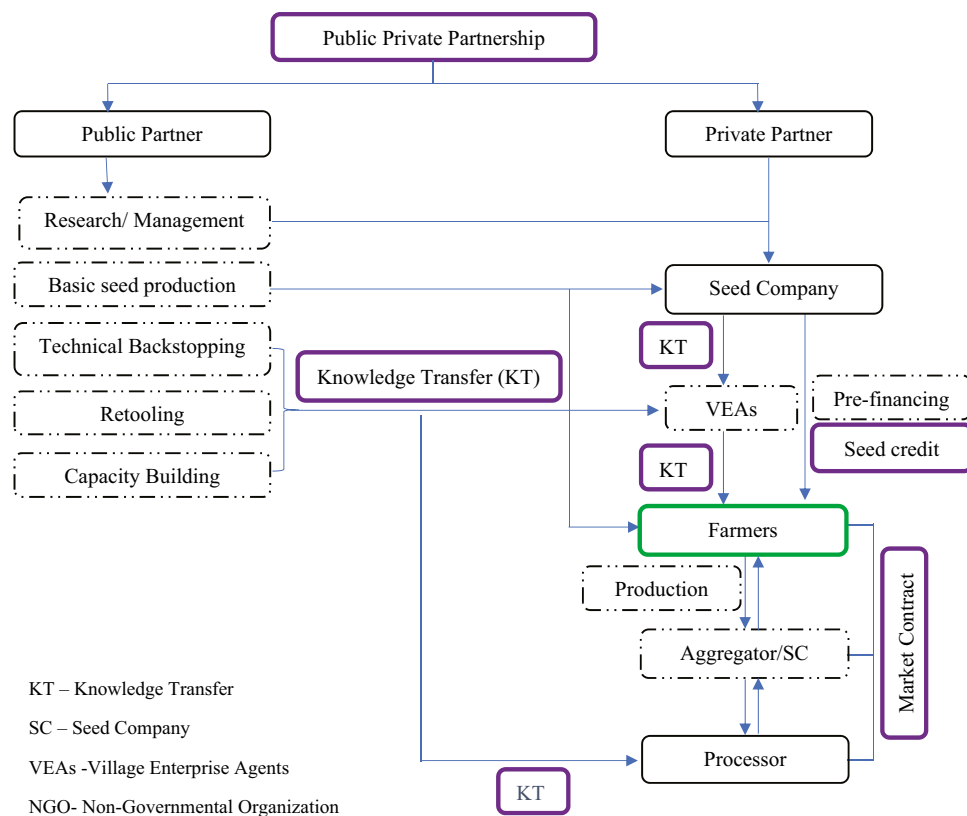 Public Private Partnership
Public Partner
Private Partner
Research/ Management
Basic seed production
Seed Company
Technical Backstopping
KT
Knowledge Transfer (KT)
Pre-financing
Retooling
VEAs
Seed credit
Capacity Building
KT
Farmers
Production
Market Contract
Aggregator/SC
KT – Knowledge Transfer
SC – Seed Company
Processor
VEAs -Village Enterprise Agents
KT
NGO- Non-Governmental Organization